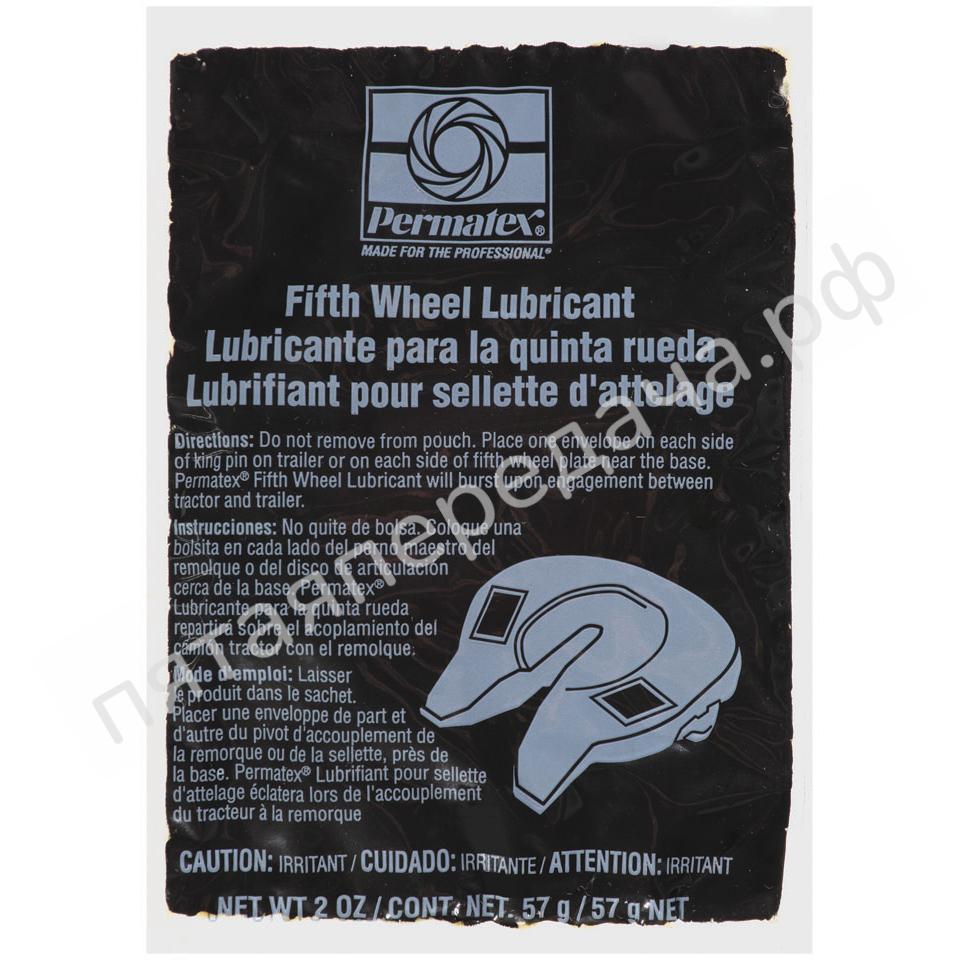 Permatex®
MADE FOR THE PROFESSIONAL®
Fifth Wheel Lubricant
Lubricante para la quinta rueda
Lubrifiant pour sellette d'attelage
Directions: Do not remove from pouch. Place one envelope on each side
of king pin on trailer or on each side of fifth wheel plate near the base.
Permatex® Fifth Wheel Lubricant will burst upon engagement between
tractor and trailer.
Instrucciones: No quite de bolsa. Coloque una
bolsita en cada lado del perno maestro del
remolque o del disco de articulación
cerca de la base. Permatex®
Lubricante para la quinta rueda
repartirá sobre el acoplamiento del
camión tractor con el remolque.
Mode d'emploi: Laisser
le produit dans le sachet.
Placer une enveloppe de part et
d'autre du pivot d'accouplement de
la remorque ou de la sellette, près de
la base. Permatex® Lubrifiant pour sellette
d'attelage éclatera lors de l'accouplement
du tracteur à la remorque
CAUTION: IRRITANT / CUIDADO: IRRITANTE / ATTENTION: IRRITANT
NET WT 2 OZ / CONT. NET. 57 g / 57 g NET
пятаяпередача.рф